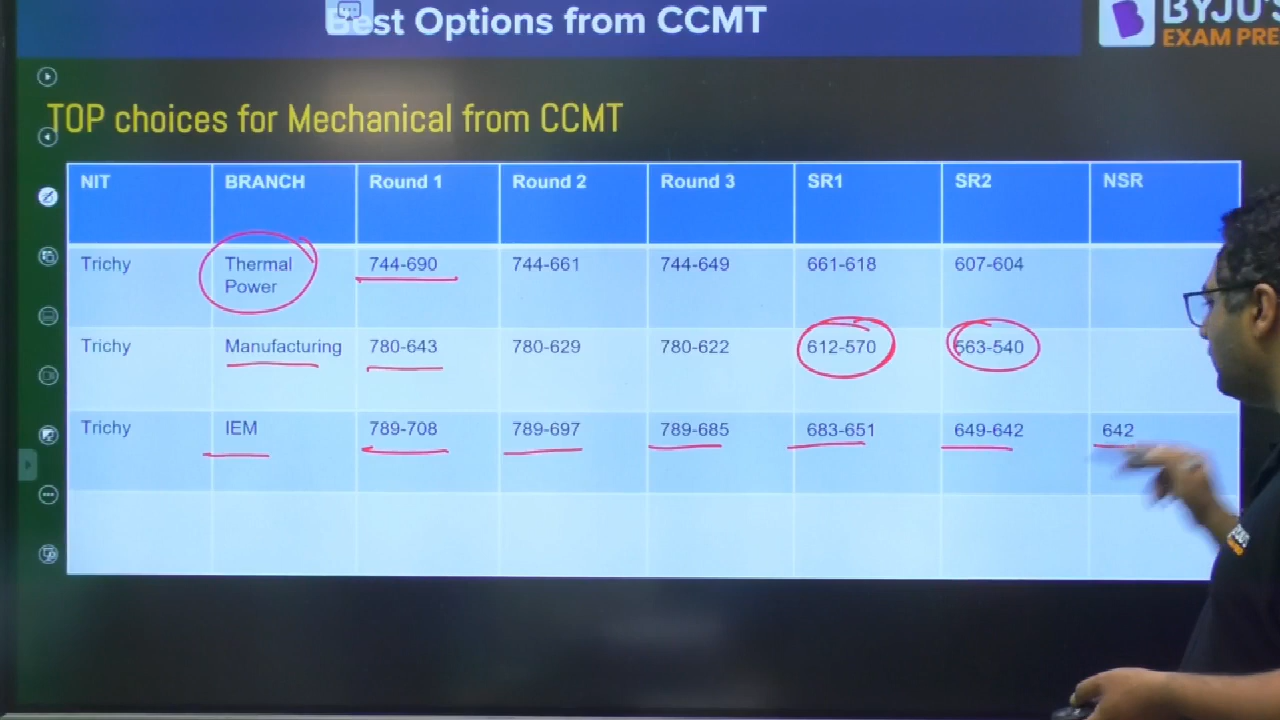 Best Options from CCMT
BYJU'S
EXAM PRE
TOP choices for Mechanical from CCMT
NIT BRANCH Round 1 Round 2 Round 3 SR1 SR2 NSR
Trichy Thermal Power 744-690 744-661 744-649 661-618 607-604
Trichy Manufacturing 780-643 780-629 780-622 612-570 563-540
Trichy IEM 789-708 789-697 789-685 683-651 649-642 642